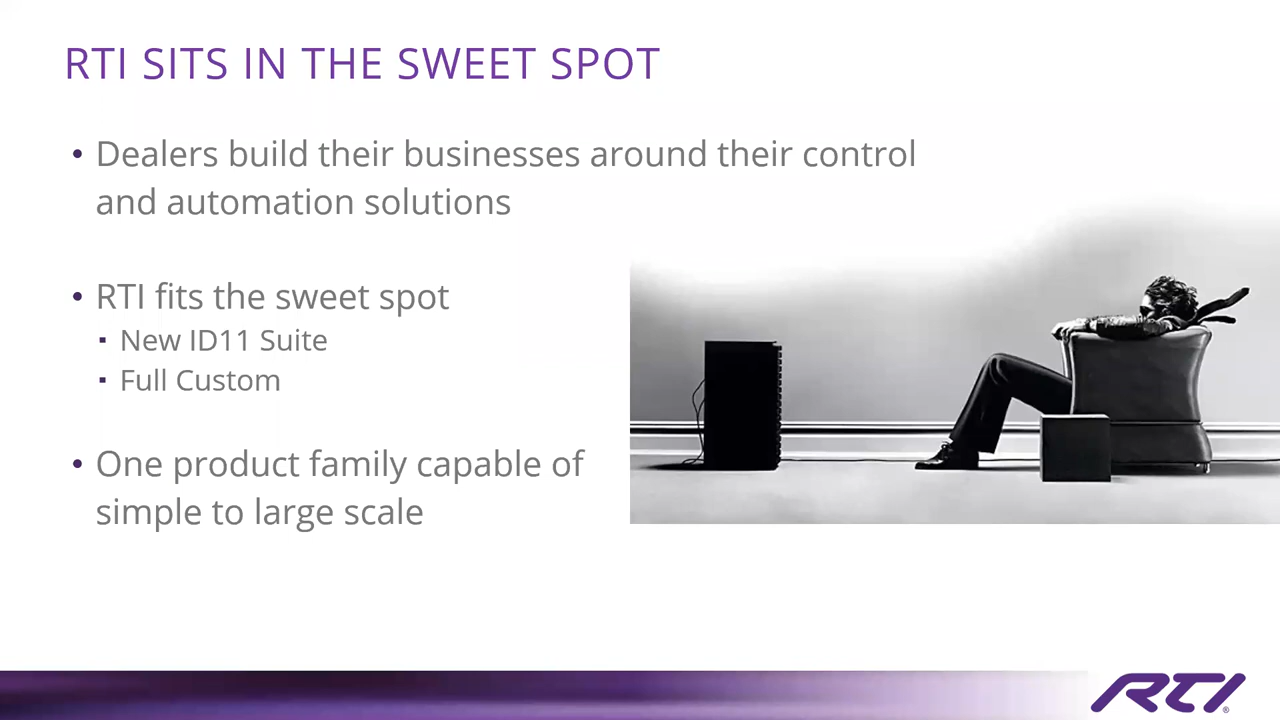 RTI SITS IN THE SWEET SPOT
• Dealers build their businesses around their control
and automation solutions
• RTI fits the sweet spot
▪ New ID11 Suite
▪ Full Custom
• One product family capable of
simple to large scale
RTI®